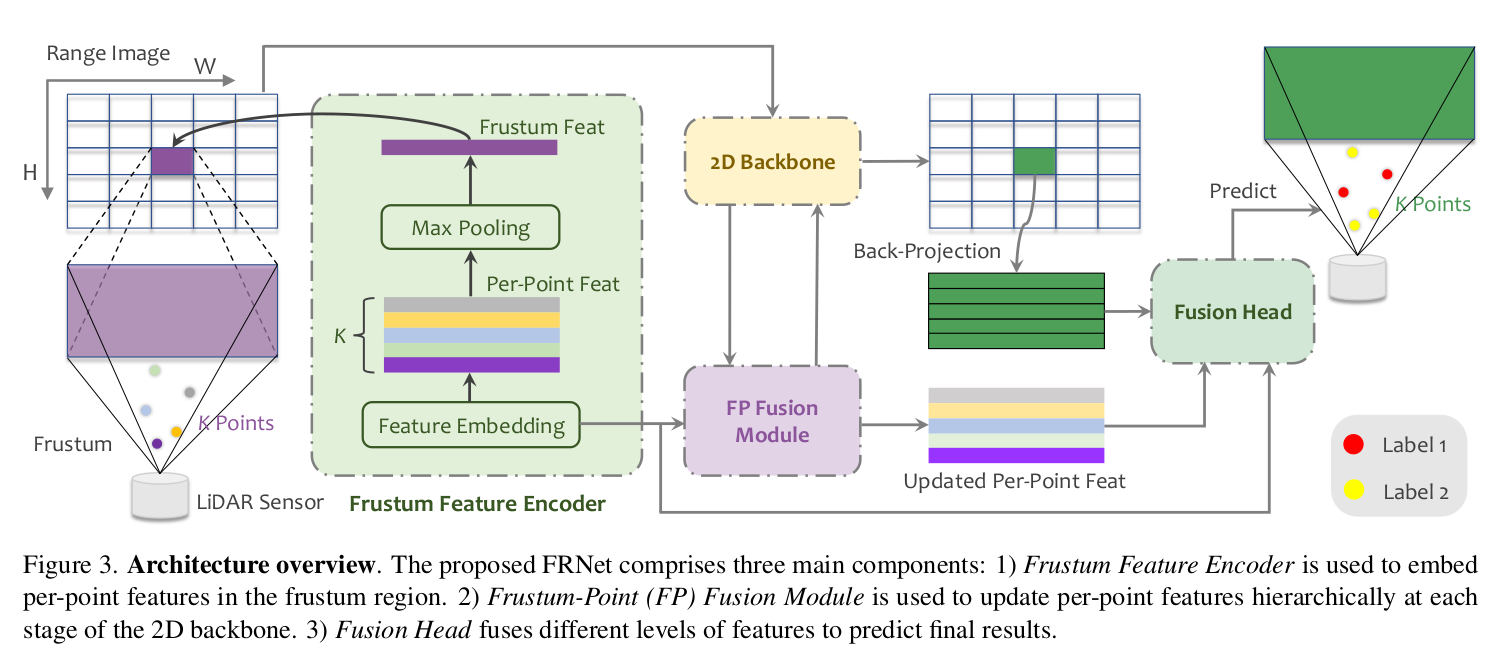 Range Image
W
H
Frustum
K Points
LiDAR Sensor
Frustum Feat
Max Pooling
Per-Point Feat
K
Feature Embedding
Frustum Feature Encoder
2D Backbone
FP Fusion
Module
Back-Projection
Updated Per-Point Feat
Fusion Head
Predict
K Points
Label 1
Label 2
Figure 3. Architecture overview. The proposed FRNet comprises three main components: 1) Frustum Feature Encoder is used to embed
per-point features in the frustum region. 2) Frustum-Point (FP) Fusion Module is used to update per-point features hierarchically at each
stage of the 2D backbone. 3) Fusion Head fuses different levels of features to predict final results.